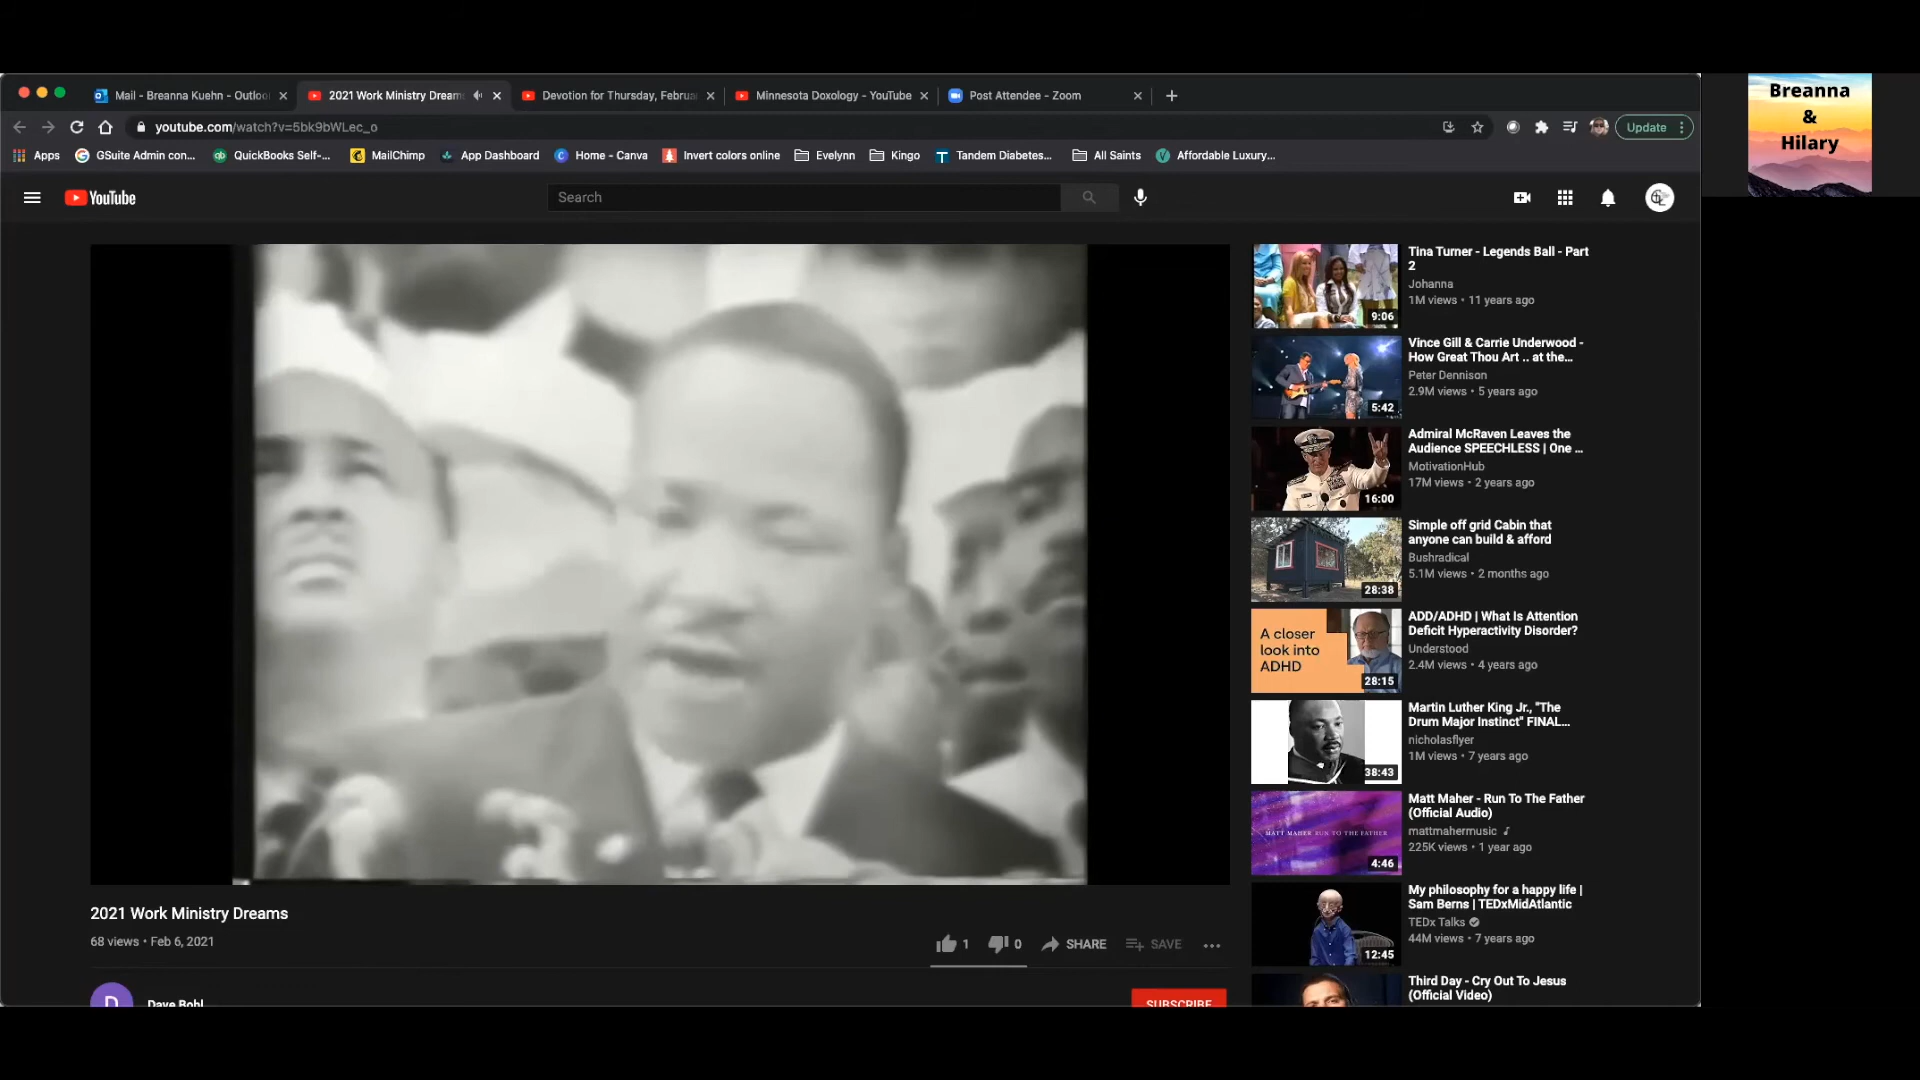 Mail - Breanna Kuehn - Outloo
2021 Work Ministry Dream
Devotion for Thursday, Februa
Minnesota Doxology - YouTube
Post Attendee - Zoom
youtube.com/watch?v=5bk9bWLec_o
Update
Apps
GSuite Admin con...
QuickBooks Self-...
MailChimp
App Dashboard
Home - Canva
Invert colors online
Evelynn
Kingo
Tandem Diabetes...
All Saints
Affordable Luxury...
YouTube
Search
Breanna
&
Hilary
Tina Turner - Legends Ball - Part
2
Johanna
1M views • 11 years ago
9:06
Vince Gill & Carrie Underwood -
How Great Thou Art .. at the...
Peter Dennison
2.9M views • 5 years ago
5:42
Admiral McRaven Leaves the
Audience SPEECHLESS | One ...
MotivationHub
17M views • 2 years ago
16:00
Simple off grid Cabin that
anyone can build & afford
Bushradical
5.1M views • 2 months ago
28:38
A closer
look into
ADHD
28:15
ADD/ADHD | What Is Attention
Deficit Hyperactivity Disorder?
Understood
2.4M views • 4 years ago
Martin Luther King Jr., "The
Drum Major Instinct" FINAL...
nicholasflyer
1M views • 7 years ago
38:43
MATT MAHER RUN TO THE FATHER
4:46
Matt Maher - Run To The Father
(Official Audio)
mattmahermusic
225K views • 1 year ago
My philosophy for a happy life |
Sam Berns | TEDxMidAtlantic
TEDx Talks
44M views • 7 years ago
12:45
Third Day - Cry Out To Jesus
(Official Video)
2021 Work Ministry Dreams
68 views • Feb 6, 2021
1
0
SHARE
SAVE
D
Dave Bohl
SUBSCRIBE